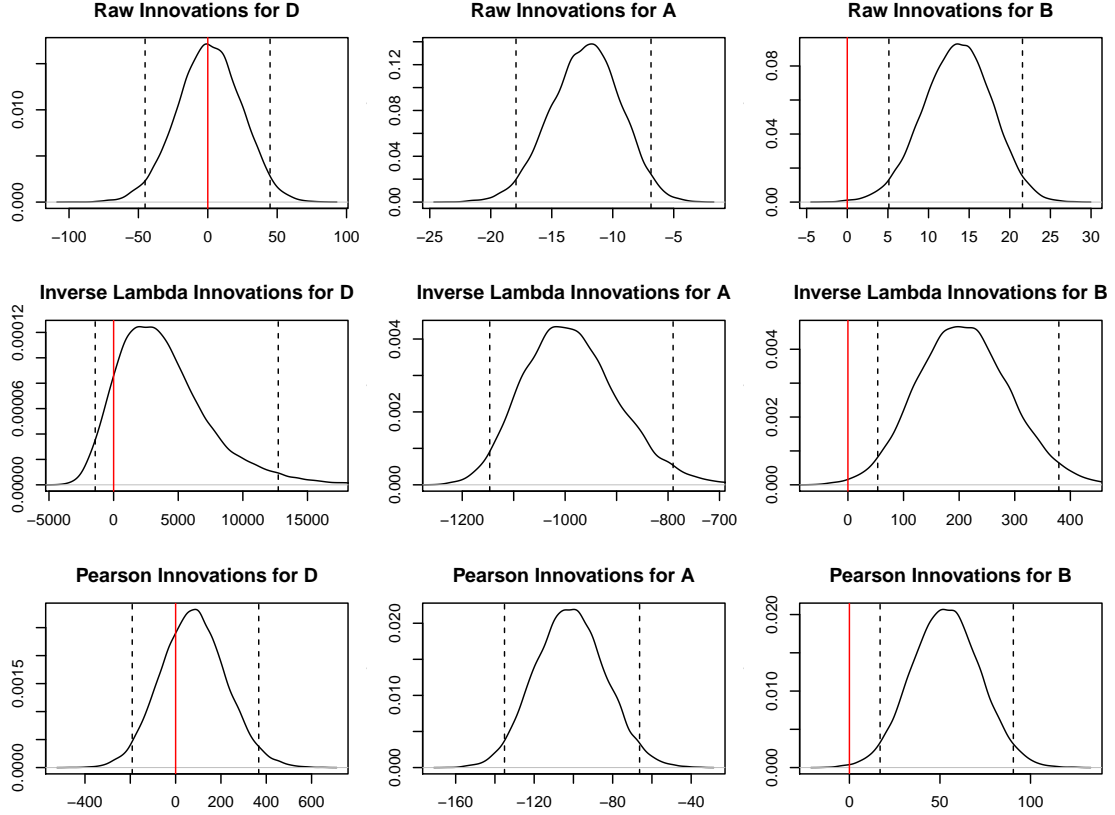 Raw Innovations for D
0.000 0.010
−100 −50 0 50 100
Raw Innovations for A
0.00 0.04 0.08 0.12
−25 −20 −15 −10 −5
Raw Innovations for B
0.00 0.04 0.08
−5 0 5 10 15 20 25 30
Inverse Lambda Innovations for D
0.00000 0.00006 0.00012
−5000 0 5000 10000 15000
Inverse Lambda Innovations for A
0.000 0.002 0.004
−1200 −1000 −800 −700
Inverse Lambda Innovations for B
0.000 0.002 0.004
0 100 200 300 400
Pearson Innovations for D
0.0000 0.0015
−400 0 200 400 600
Pearson Innovations for A
0.000 0.010 0.020
−160 −120 −80 −40
Pearson Innovations for B
0.000 0.010 0.020
0 50 100